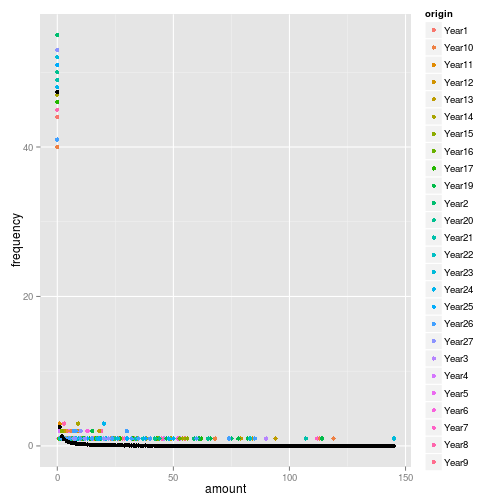 origin
Year1
Year10
Year11
Year12
Year13
Year14
Year15
Year16
Year17
Year19
Year2
Year20
Year21
Year22
Year23
Year24
Year25
Year26
Year27
Year3
Year4
Year5
Year6
Year7
Year8
Year9
frequency
40
20
0
0
50
100
150
amount